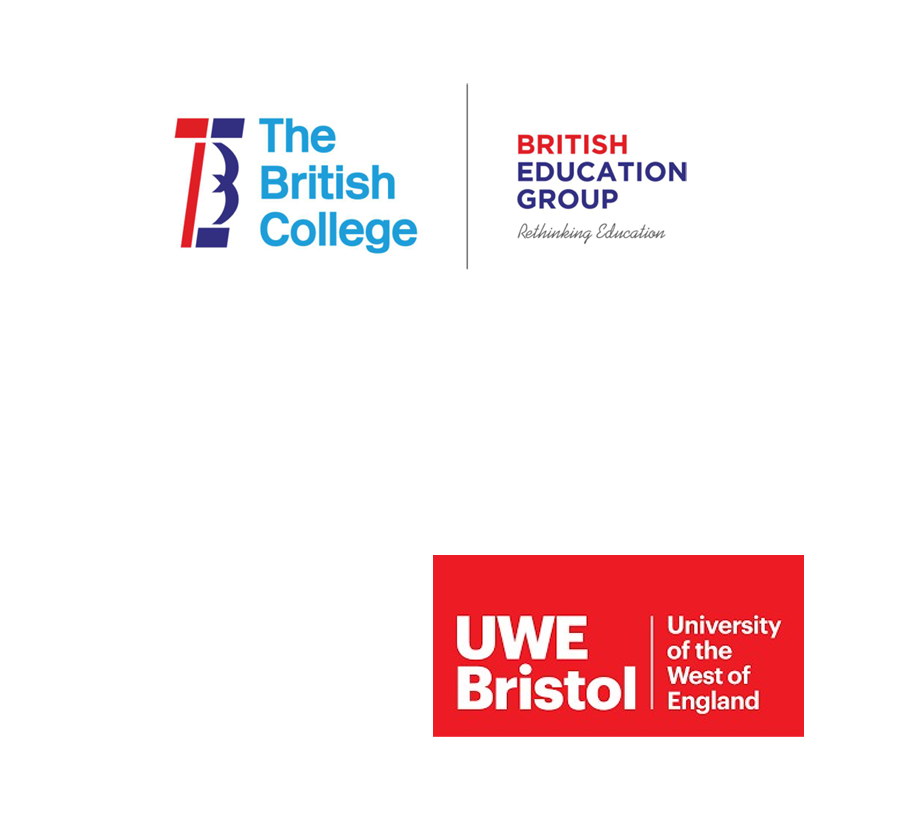 The
British
College
BRITISH
EDUCATION
GROUP
Rethinking Education
UWE
Bristol
University
of the
West of
England